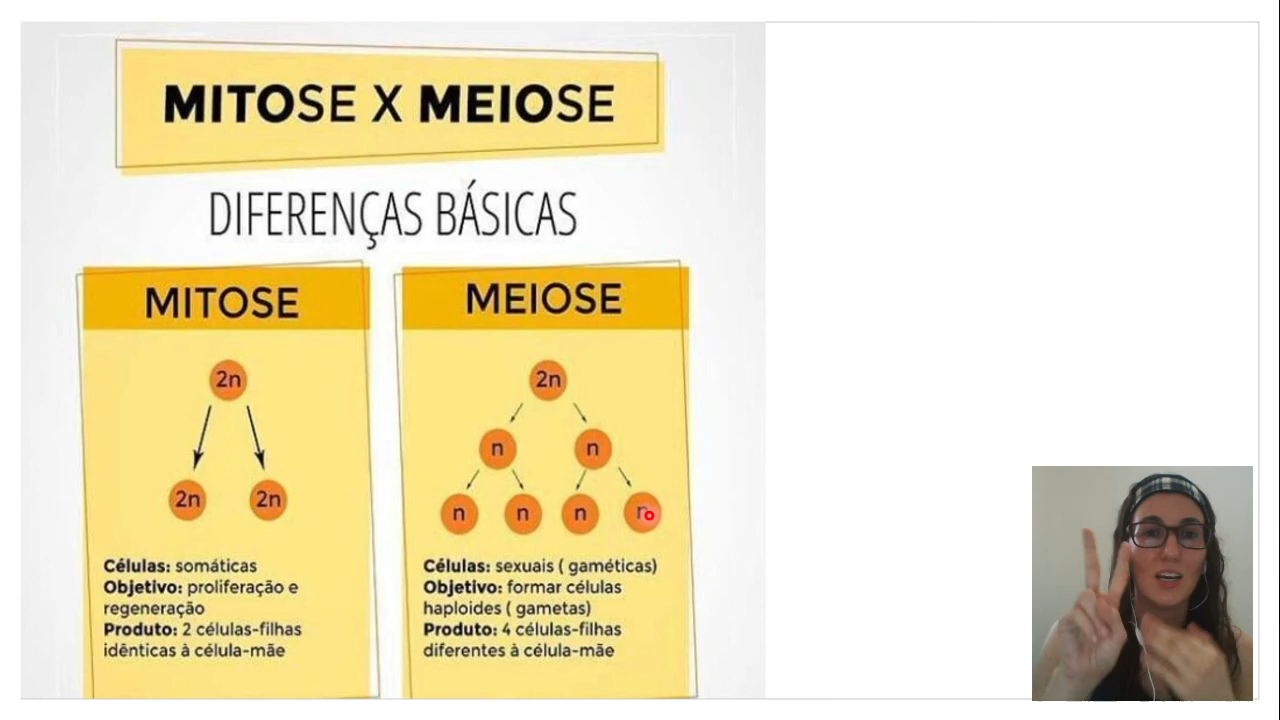 MITOSE X MEIOSE
DIFERENÇAS BÁSICAS
MITOSE
2n
2n 2n
Células: somáticas
Objetivo: proliferação e
regeneração
Produto: 2 células-filhas
idênticas à célula-mãe
MEIOSE
2n
n n
n n n n
Células: sexuais ( gaméticas)
Objetivo: formar células
haploides ( gametas)
Produto: 4 células-filhas
diferentes à célula-mãe